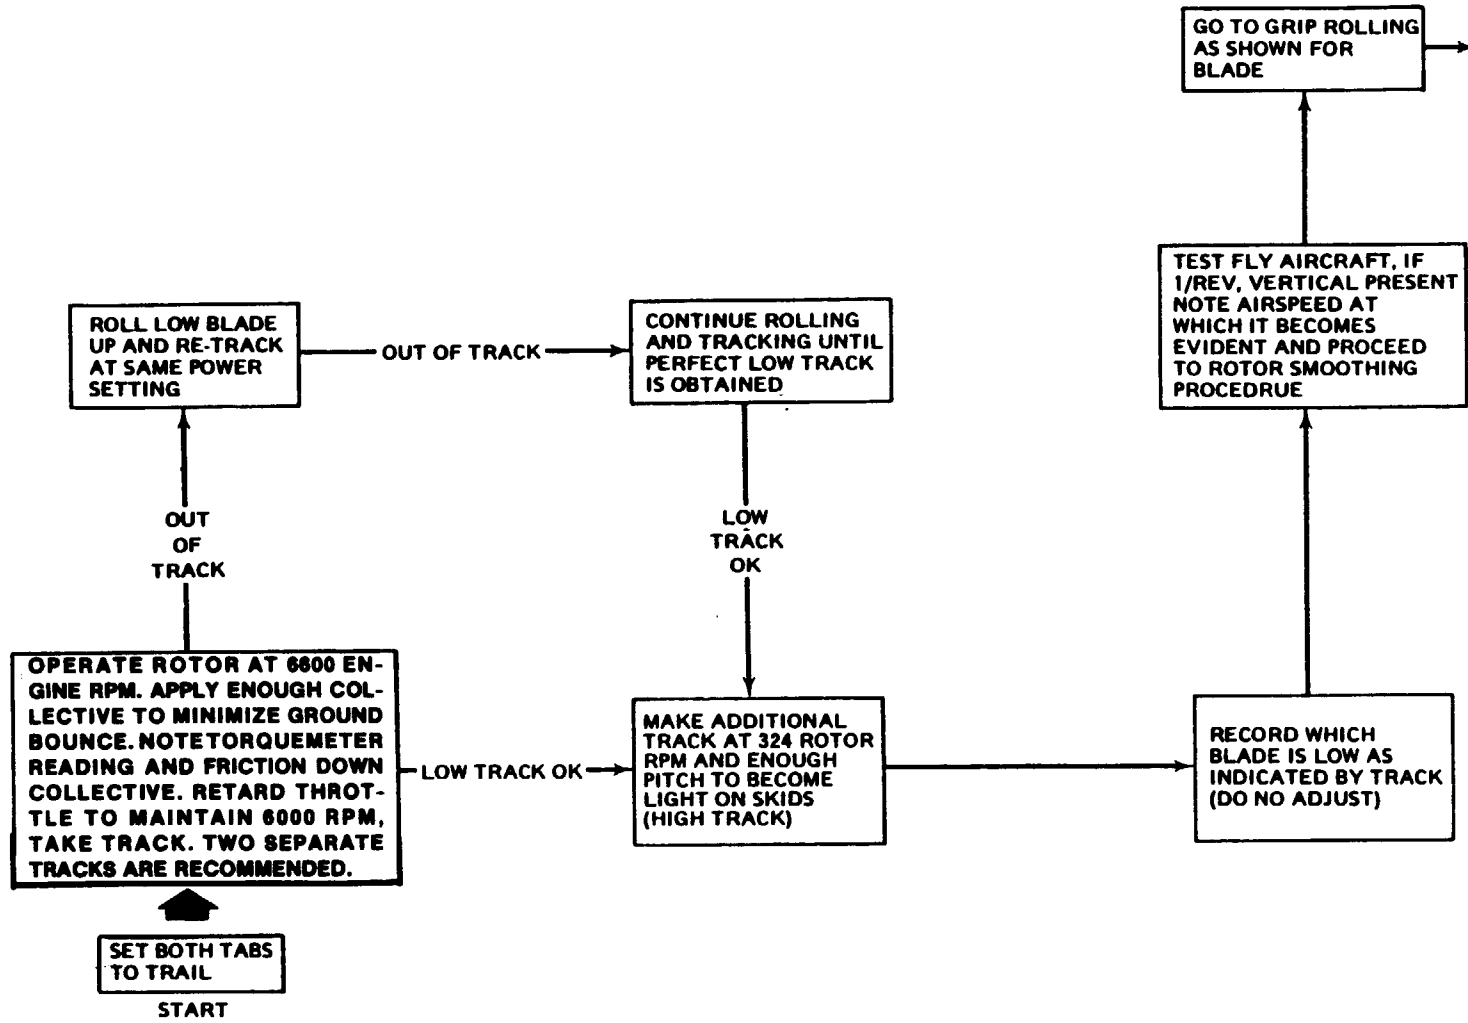 GO TO GRIP ROLLING
AS SHOWN FOR
BLADE
TEST FLY AIRCRAFT, IF
1/REV, VERTICAL PRESENT
NOTE AIRSPEED AT
WHICH IT BECOMES
EVIDENT AND PROCEED
TO ROTOR SMOOTHING
PROCEDRUE
ROLL LOW BLADE
UP AND RE-TRACK
AT SAME POWER
SETTING
OUT OF TRACK
CONTINUE ROLLING
AND TRACKING UNTIL
PERFECT LOW TRACK
IS OBTAINED
OUT
OF
TRACK
LOW
TRACK
OK
OPERATE ROTOR AT 6600 EN-
GINE RPM. APPLY ENOUGH COL-
LECTIVE TO MINIMIZE GROUND
BOUNCE. NOTETORQUEMETER
READING AND FRICTION DOWN
COLLECTIVE. RETARD THROT-
TLE TO MAINTAIN 6000 RPM,
TAKE TRACK. TWO SEPARATE
TRACKS ARE RECOMMENDED.
LOW TRACK OK
MAKE ADDITIONAL
TRACK AT 324 ROTOR
RPM AND ENOUGH
PITCH TO BECOME
LIGHT ON SKIDS
(HIGH TRACK)
RECORD WHICH
BLADE IS LOW AS
INDICATED BY TRACK
(DO NO ADJUST)
SET BOTH TABS
TO TRAIL
START